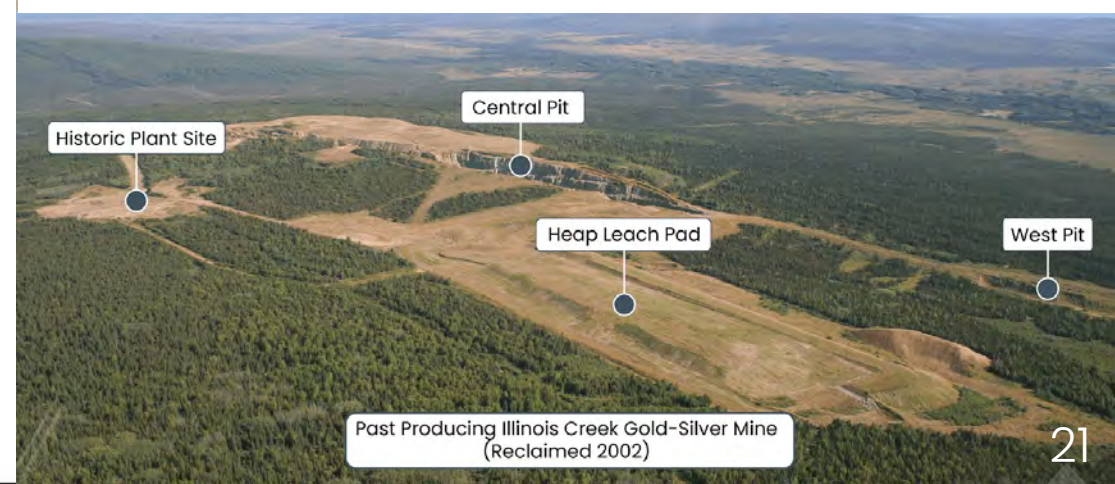 Central Pit
Historic Plant Site
Heap Leach Pad
West Pit
Past Producing Illinois Creek Gold-Silver Mine
(Reclaimed 2002)
21